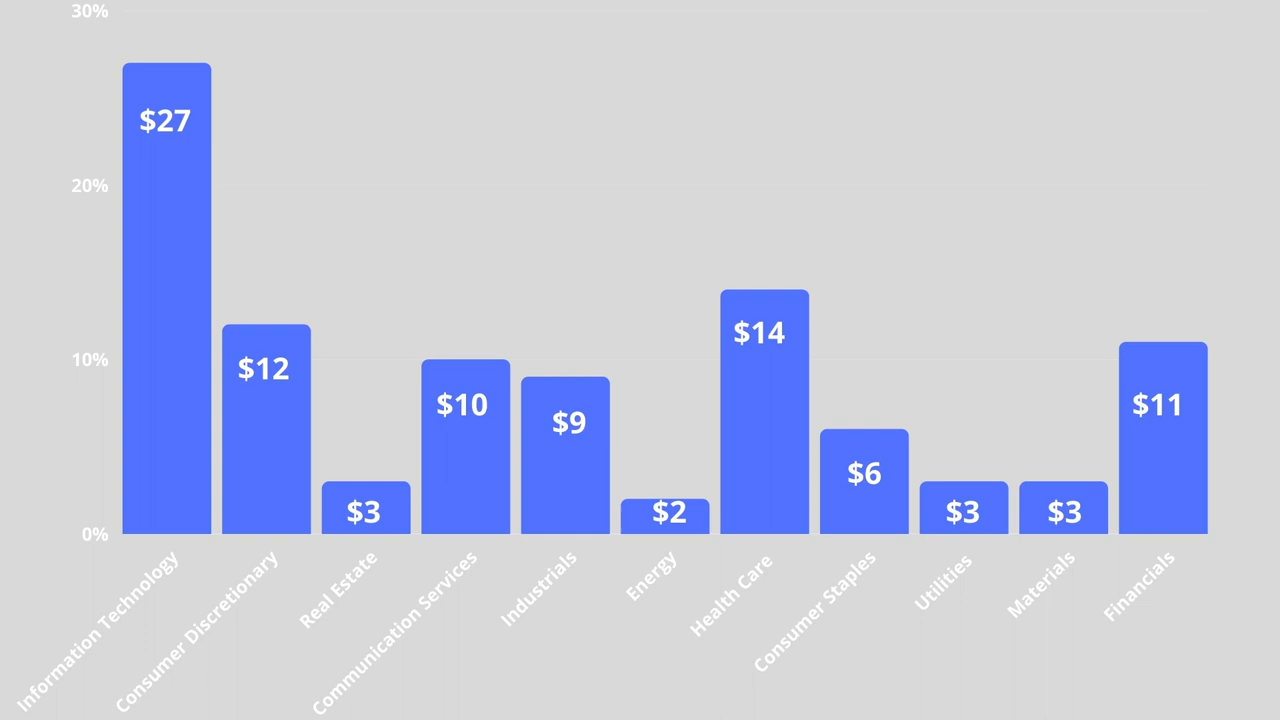 30%
20%
10%
0%
$27
$12
$3
$10
$9
$2
$14
$6
$3
$3
$11
Information Technology
Consumer Discretionary
Real Estate
Communication Services
Industrials
Energy
Health Care
Consumer Staples
Utilities
Materials
Financials